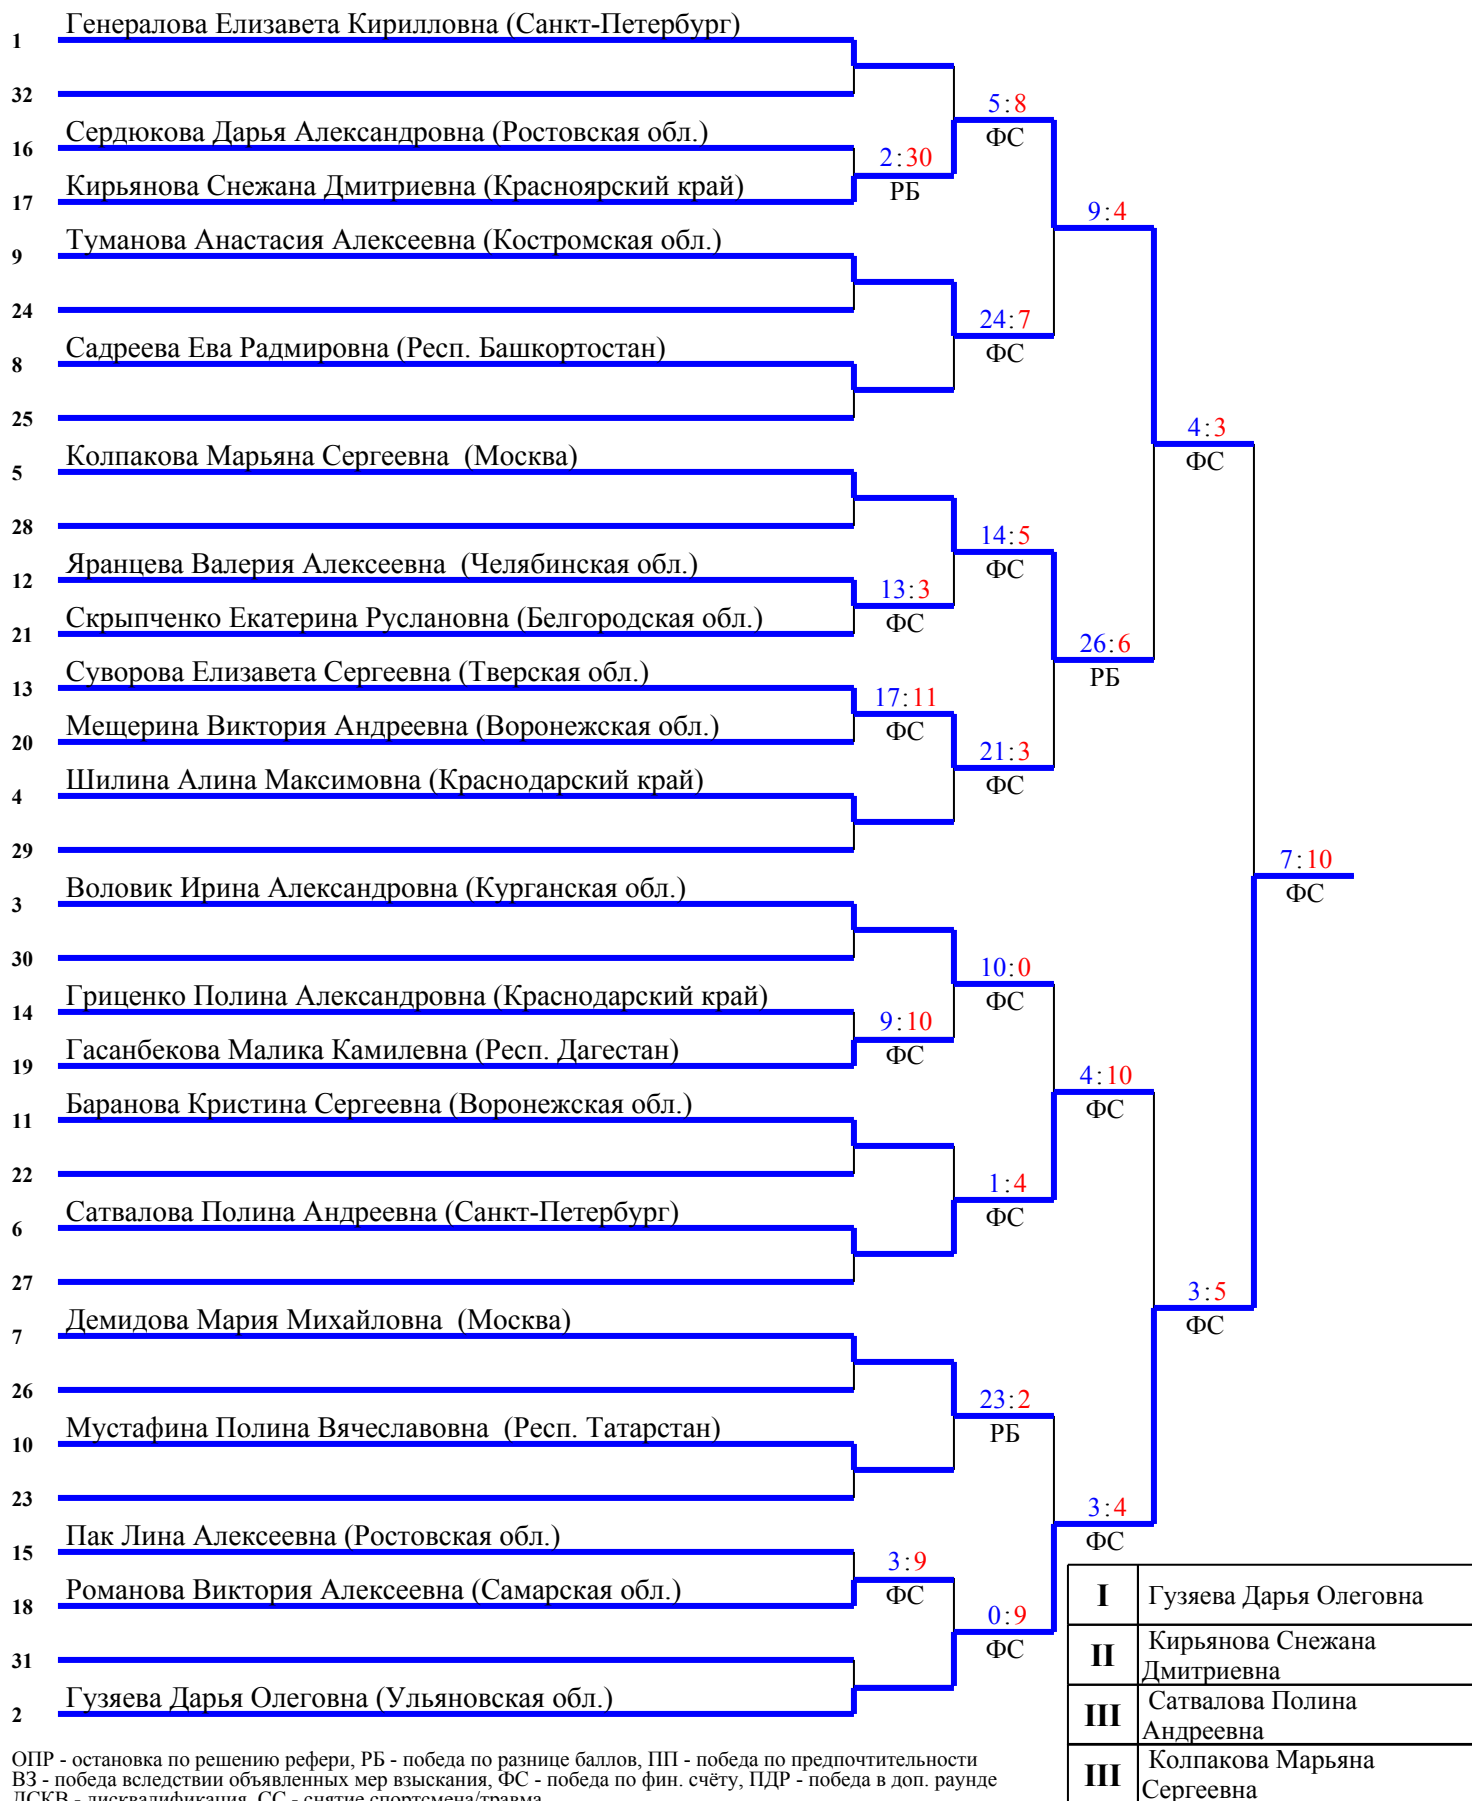 Генералова Елизавета Кирилловна (Санкт-Петербург)
1
32
5:8
ФС
Сердюкова Дарья Александровна (Ростовская обл.)
16
2:30
РБ
Кирьянова Снежана Дмитриевна (Красноярский край)
17
9:4
Туманова Анастасия Алексеевна (Костромская обл.)
9
24
24:7
ФС
Садреева Ева Радмировна (Респ. Башкортостан)
8
25
4:3
ФС
Колпакова Марьяна Сергеевна (Москва)
5
28
14:5
ФС
Яранцева Валерия Алексеевна (Челябинская обл.)
12
13:3
ФС
Скрыпченко Екатерина Руслановна (Белгородская обл.)
21
26:6
РБ
Суворова Елизавета Сергеевна (Тверская обл.)
13
17:11
ФС
Мещерина Виктория Андреевна (Воронежская обл.)
20
21:3
ФС
Шилина Алина Максимовна (Краснодарский край)
4
29
7:10
ФС
Воловик Ирина Александровна (Курганская обл.)
3
30
10:0
ФС
Гриценко Полина Александровна (Краснодарский край)
14
9:10
ФС
Гасанбекова Малика Камилевна (Респ. Дагестан)
19
4:10
ФС
Баранова Кристина Сергеевна (Воронежская обл.)
11
22
1:4
ФС
Сатвалова Полина Андреевна (Санкт-Петербург)
6
27
3:5
ФС
Демидова Мария Михайловна (Москва)
7
26
23:2
РБ
Мустафина Полина Вячеславовна (Респ. Татарстан)
10
23
3:4
ФС
Пак Лина Алексеевна (Ростовская обл.)
15
3:9
ФС
Романова Виктория Алексеевна (Самарская обл.)
18
0:9
ФС
31
Гузяева Дарья Олеговна (Ульяновская обл.)
2
I Гузяева Дарья Олеговна
II Кирьянова Снежана
Дмитриевна
III Сатвалова Полина
Андреевна
III Колпакова Марьяна
Сергеевна
ОПР - остановка по решению рефери, РБ - победа по разнице баллов, ПП - победа по предпочтительности
ВЗ - победа вследствии объявленных мер взыскания, ФС - победа по фин. счёту, ПДР - победа в доп. раунде
ДСКВ - дисквалификация, СС - снятие спортсмена/травма